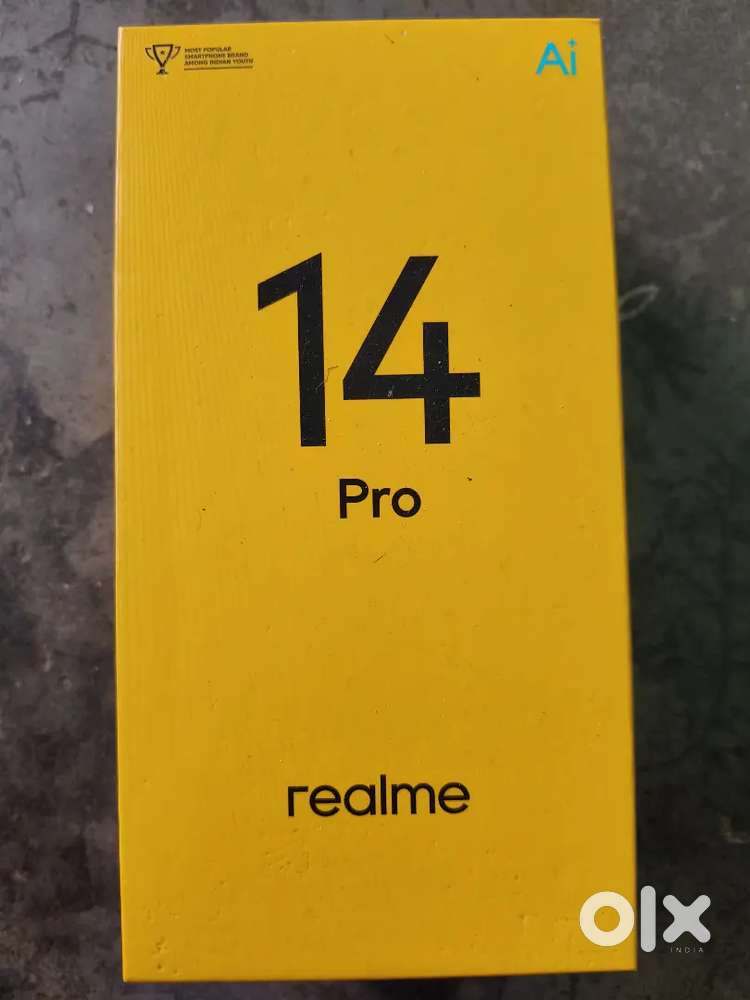 MOST POPULAR
SMARTPHONE BRAND
AMONG INDIAN YOUTH
Ai+
14
Pro
realme
olx
INDIA